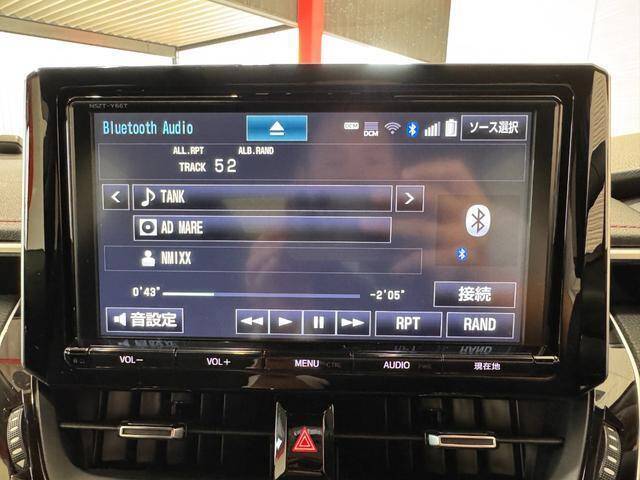 NSZT-Y66T
Bluetooth Audio
DCM
DCM
ソース選択
ALL.RPT ALB.RAND
TRACK 52
TANK
AD MARE
NMIXX
0'43" -2'05"
接続
音設定
RPT
RAND
VOL− VOL+ MENU AUDIO 現在地